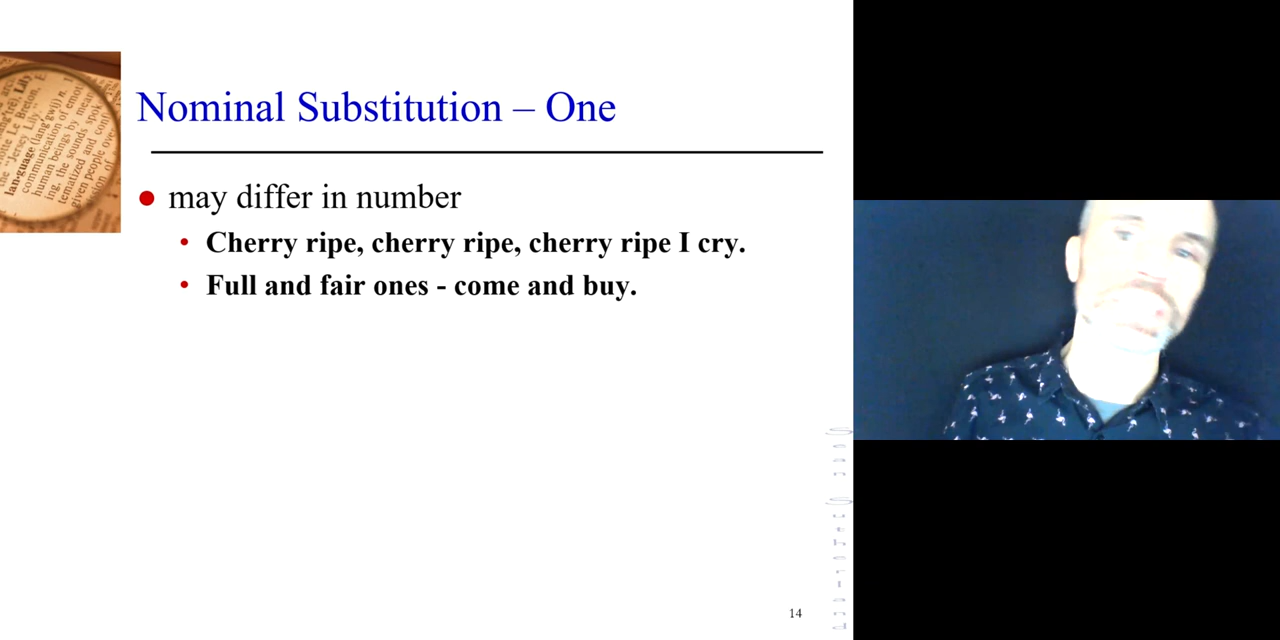 Nominal Substitution – One
may differ in number
Cherry ripe, cherry ripe, cherry ripe I cry.
Full and fair ones - come and buy.
14